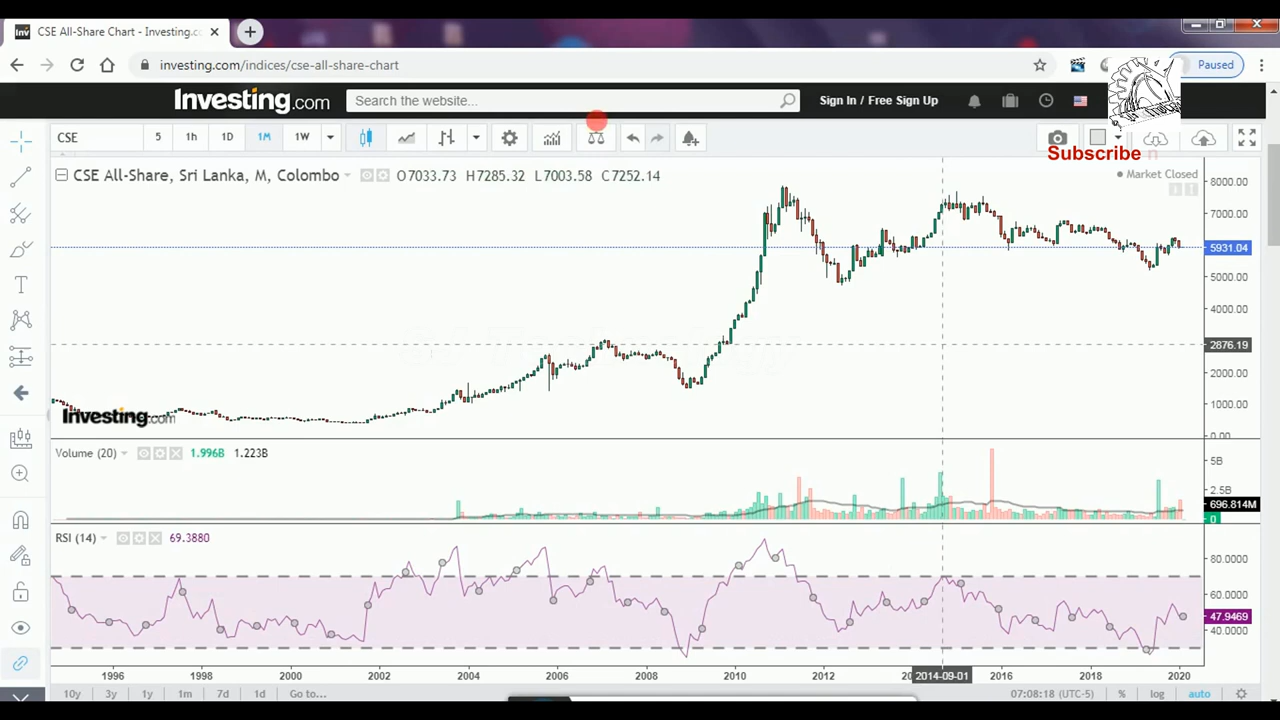 CSE All-Share Chart - Investing.c
investing.com/indices/cse-all-share-chart
Paused
Investing.com
Search the website...
Sign In / Free Sign Up
CSE
5
1h
1D
1M
1W
Subscribe
CSE All-Share, Sri Lanka, M, Colombo
O7033.73 H7285.32 L7003.58 C7252.14
Market Closed
8000.00
7000.00
5931.04
5000.00
4000.00
2876.19
2000.00
1000.00
0.00
Investing.com
Volume (20)
1.996B 1.223B
5B
2.5B
696.814M
0
RSI (14)
69.3880
80.0000
60.0000
47.9469
40.0000
1996 1998 2000 2002 2004 2006 2008 2010 2012 2014-09-01 2016 2018 2020
10y 3y 1y 1m 7d 1d Go to...
07:08:18 (UTC-5) % log auto